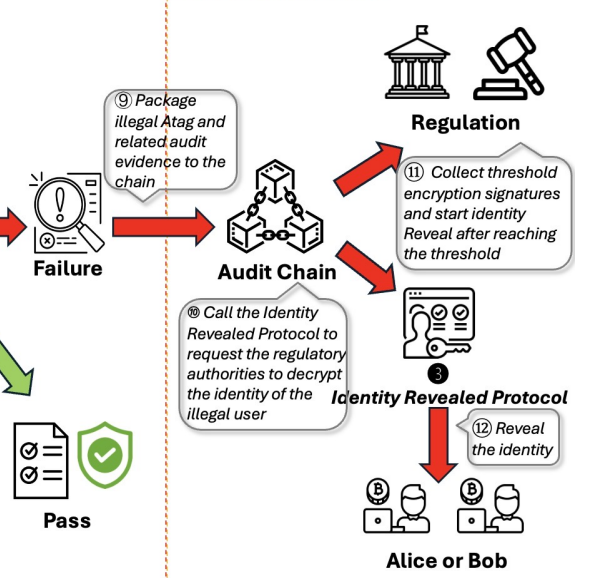 ⑨ Package
illegal Atag and
related audit
evidence to the
chain
Failure
Audit Chain
Regulation
⑪ Collect threshold
encryption signatures
and start identity
Reveal after reaching
the threshold
⑩ Call the Identity
Revealed Protocol to
request the regulatory
authorities to decrypt
the identity of the
illegal user
❸
Identity Revealed Protocol
⑫ Reveal
the identity
Pass
Alice or Bob